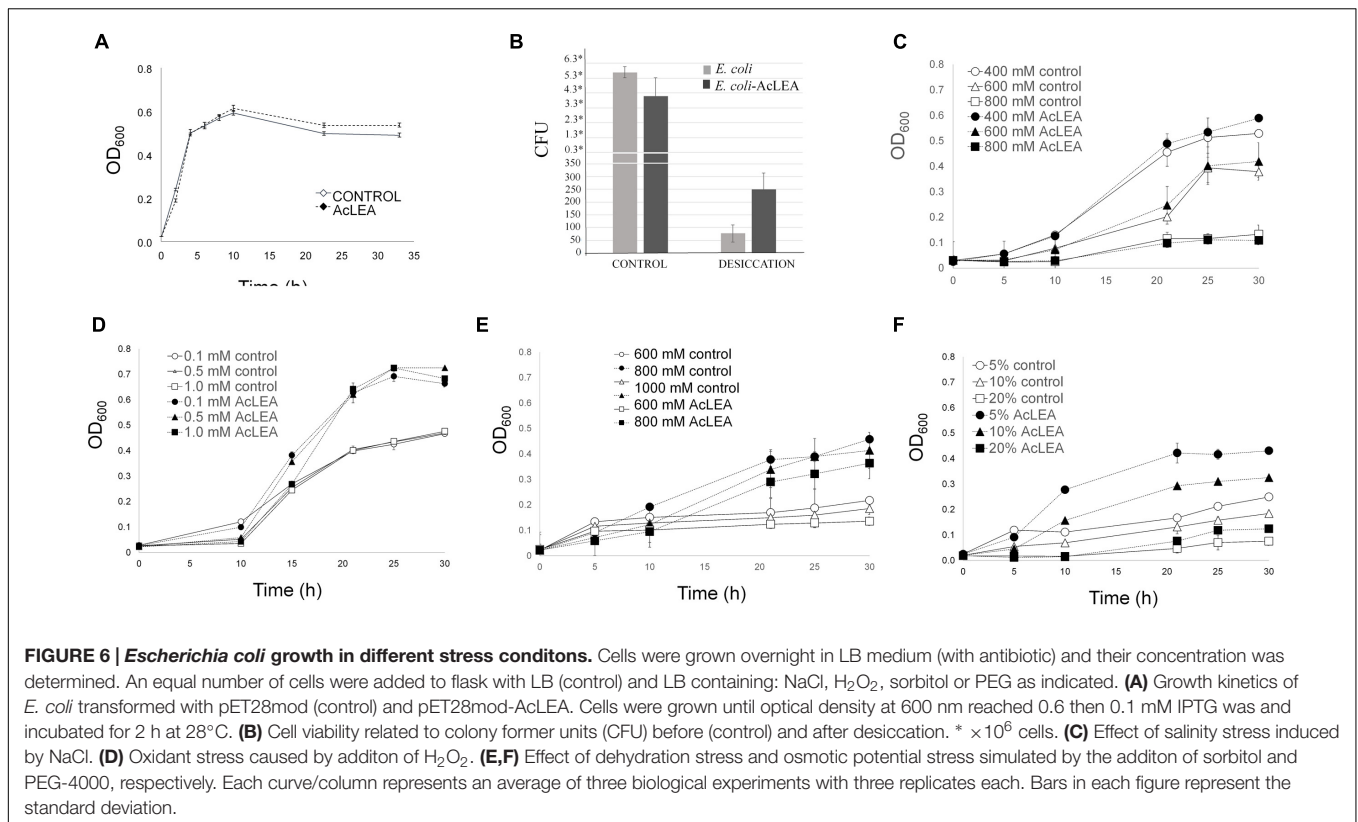 A
0.8
0.6
0.4
0.2
0.0
OD600
0 5 10 15 20 25 30 35
CONTROL
AcLEA
Time (h)
B
6.3*
5.3*
4.3*
3.3*
2.3*
1.3*
0.3*
350
300
250
200
150
100
50
0
CFU
E. coli
E. coli-AcLEA
CONTROL DESICCATION
C
0.8
0.7
0.6
0.5
0.4
0.3
0.2
0.1
0
OD600
400 mM control
600 mM control
800 mM control
400 mM AcLEA
600 mM AcLEA
800 mM AcLEA
0 5 10 15 20 25 30
D
0.8
0.7
0.6
0.5
0.4
0.3
0.2
0.1
0
OD600
0.1 mM control
0.5 mM control
1.0 mM control
0.1 mM AcLEA
0.5 mM AcLEA
1.0 mM AcLEA
0 5 10 15 20 25 30
Time (h)
E
0.8
0.7
0.6
0.5
0.4
0.3
0.2
0.1
0
OD600
600 mM control
800 mM control
1000 mM control
600 mM AcLEA
800 mM AcLEA
0 5 10 15 20 25 30
Time (h)
F
0.8
0.7
0.6
0.5
0.4
0.3
0.2
0.1
0.0
OD600
5% control
10% control
20% control
5% AcLEA
10% AcLEA
20% AcLEA
0 5 10 15 20 25 30
Time (h)
FIGURE 6 | Escherichia coli growth in different stress conditons. Cells were grown overnight in LB medium (with antibiotic) and their concentration was
determined. An equal number of cells were added to flask with LB (control) and LB containing: NaCl, H2O2, sorbitol or PEG as indicated. (A) Growth kinetics of
E. coli transformed with pET28mod (control) and pET28mod-AcLEA. Cells were grown until optical density at 600 nm reached 0.6 then 0.1 mM IPTG was and
incubated for 2 h at 28°C. (B) Cell viability related to colony former units (CFU) before (control) and after desiccation. * ×10⁶ cells. (C) Effect of salinity stress induced
by NaCl. (D) Oxidant stress caused by additon of H2O2. (E,F) Effect of dehydration stress and osmotic potential stress simulated by the additon of sorbitol and
PEG-4000, respectively. Each curve/column represents an average of three biological experiments with three replicates each. Bars in each figure represent the
standard deviation.